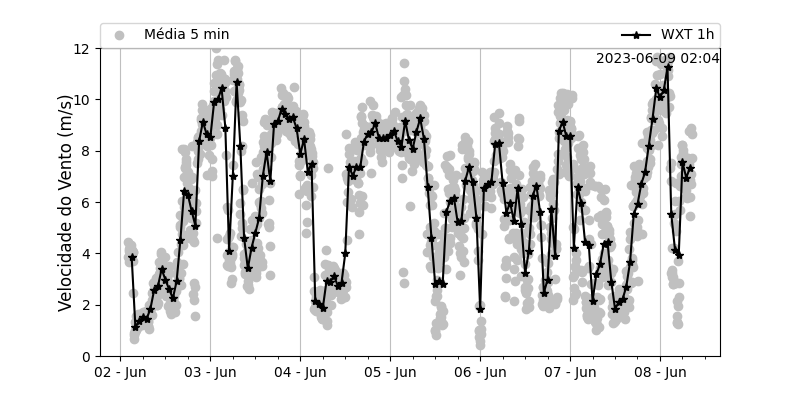 Média 5 min
WXT 1h
2023-06-09 02:04
Velocidade do Vento (m/s)
12
10
8
6
4
2
0
02 - Jun
03 - Jun
04 - Jun
05 - Jun
06 - Jun
07 - Jun
08 - Jun